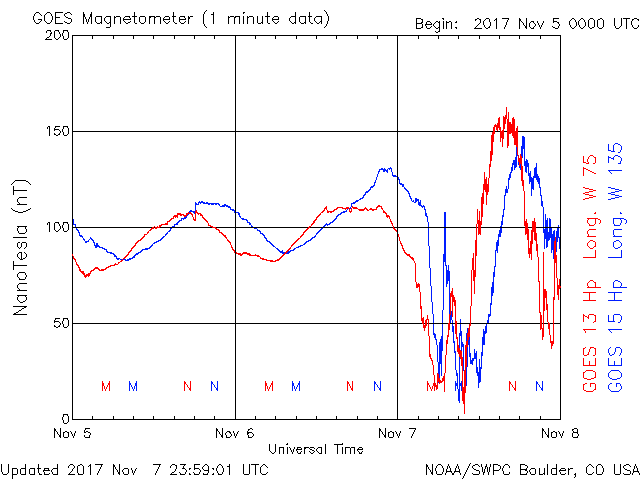 GOES Magnetometer (1 minute data)
Begin: 2017 Nov 5 0000 UTC
200
150
100
50
0
NanoTesla (nT)
M M N N M M N N M M N N
Nov 5 Nov 6 Nov 7 Nov 8
Universal Time
GOES 13 Hp Long. W 75
GOES 15 Hp Long. W 135
Updated 2017 Nov 7 23:59:01 UTC
NOAA/SWPC Boulder, CO USA